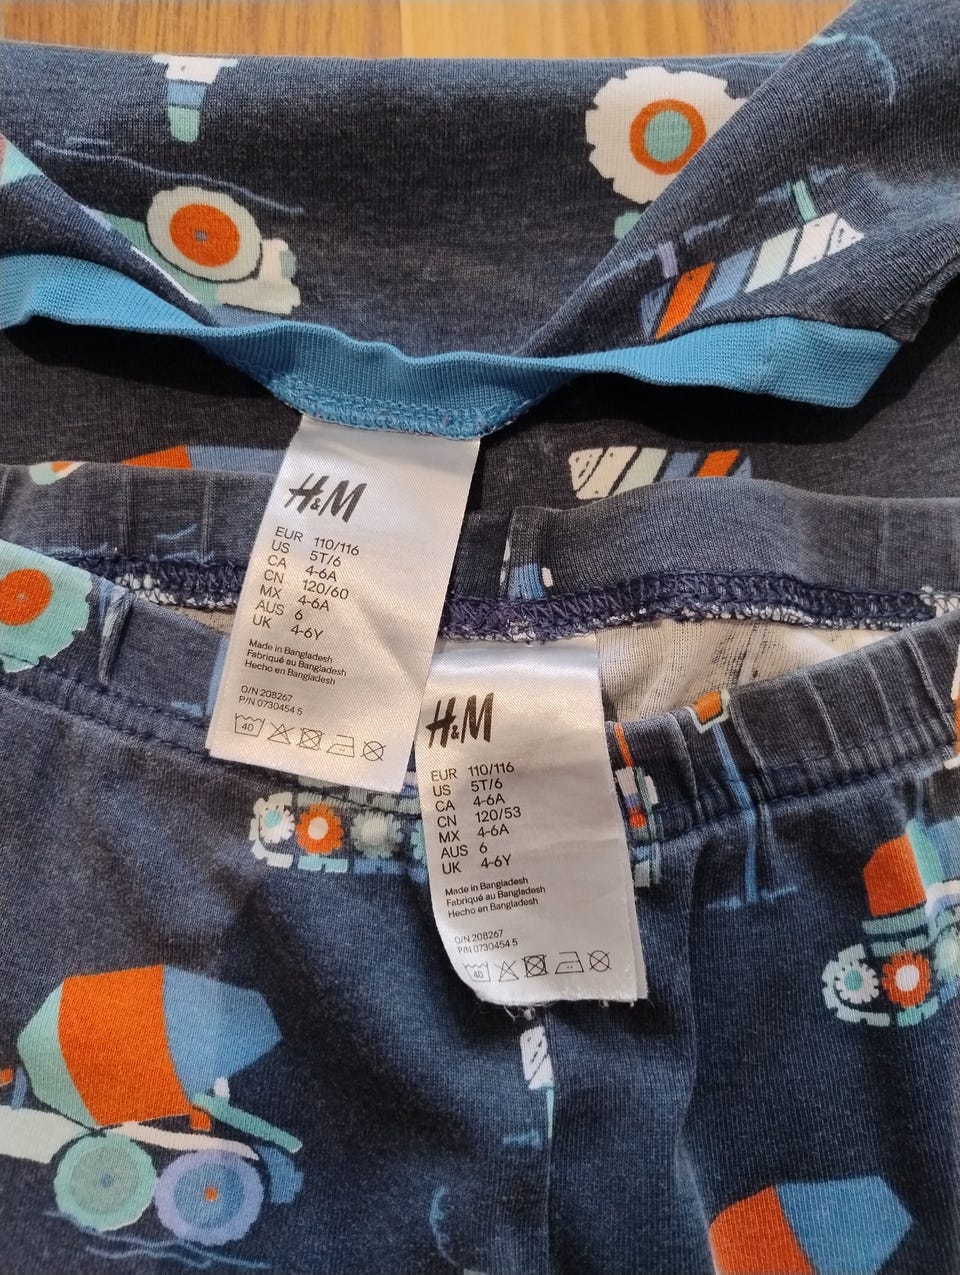 H&M
EUR 110/116
US 5T/6
CA 4-6A
CN 120/60
MX 4-6A
AUS 6
UK 4-6Y
Made in Bangladesh
Fabriqué au Bangladesh
Hecho en Bangladesh
O/N 208267
P/N 0730454 5
40
H&M
EUR 110/116
US 5T/6
CA 4-6A
CN 120/53
MX 4-6A
AUS 6
UK 4-6Y
Made in Bangladesh
Fabriqué au Bangladesh
Hecho en Bangladesh
O/N 208267
P/N 0730454 5
40